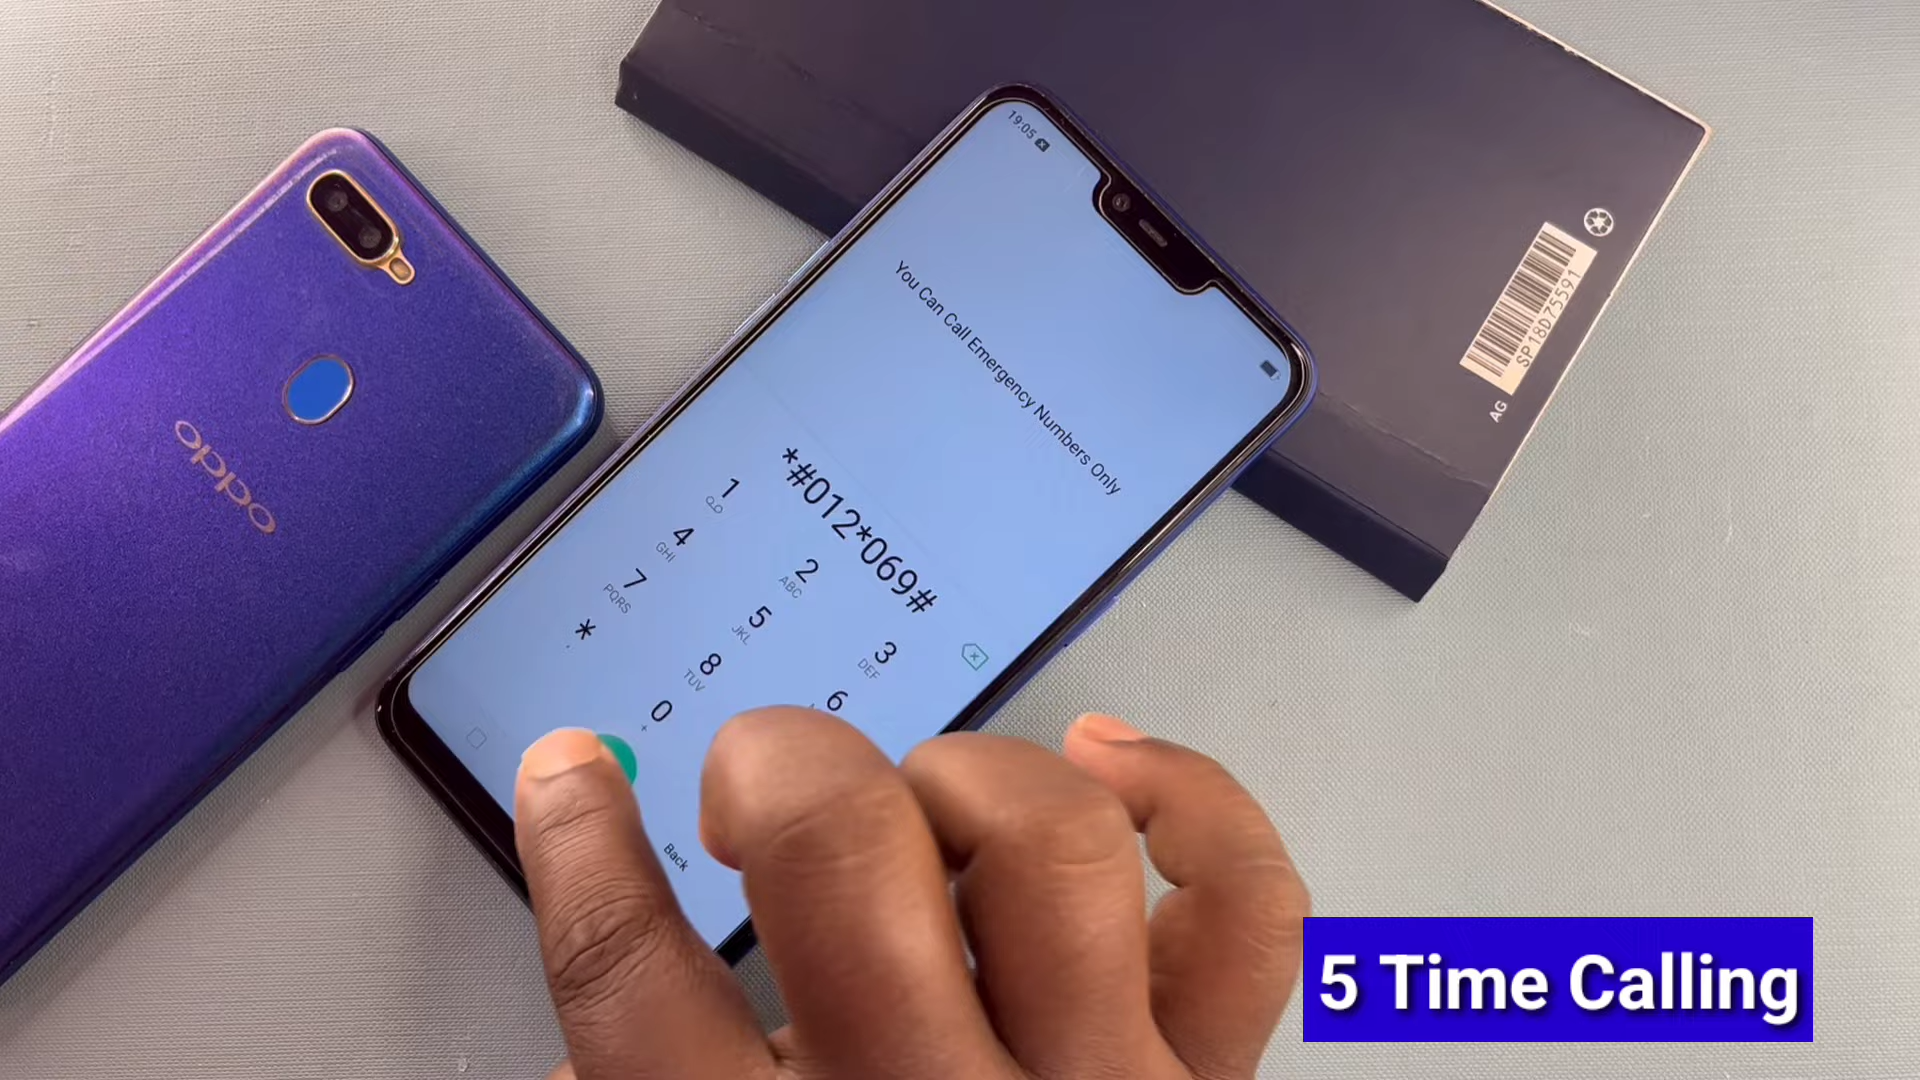 19:05
You Can Call Emergency Numbers Only
*#012*069#
1
2 ABC
3 DEF
4 GHI
5 JKL
6
7 PQRS
8 TUV
*
0 +
Back
oppo
SP18D75591
AG
5 Time Calling